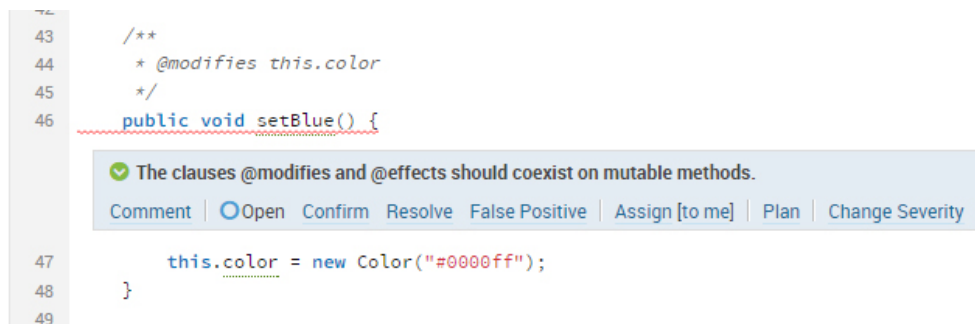 42
43 /**
44 * @modifies this.color
45 */
46 public void setBlue() {
The clauses @modifies and @effects should coexist on mutable methods.
Comment | Open Confirm Resolve False Positive | Assign [to me] | Plan | Change Severity
47 this.color = new Color("#0000ff");
48 }
49